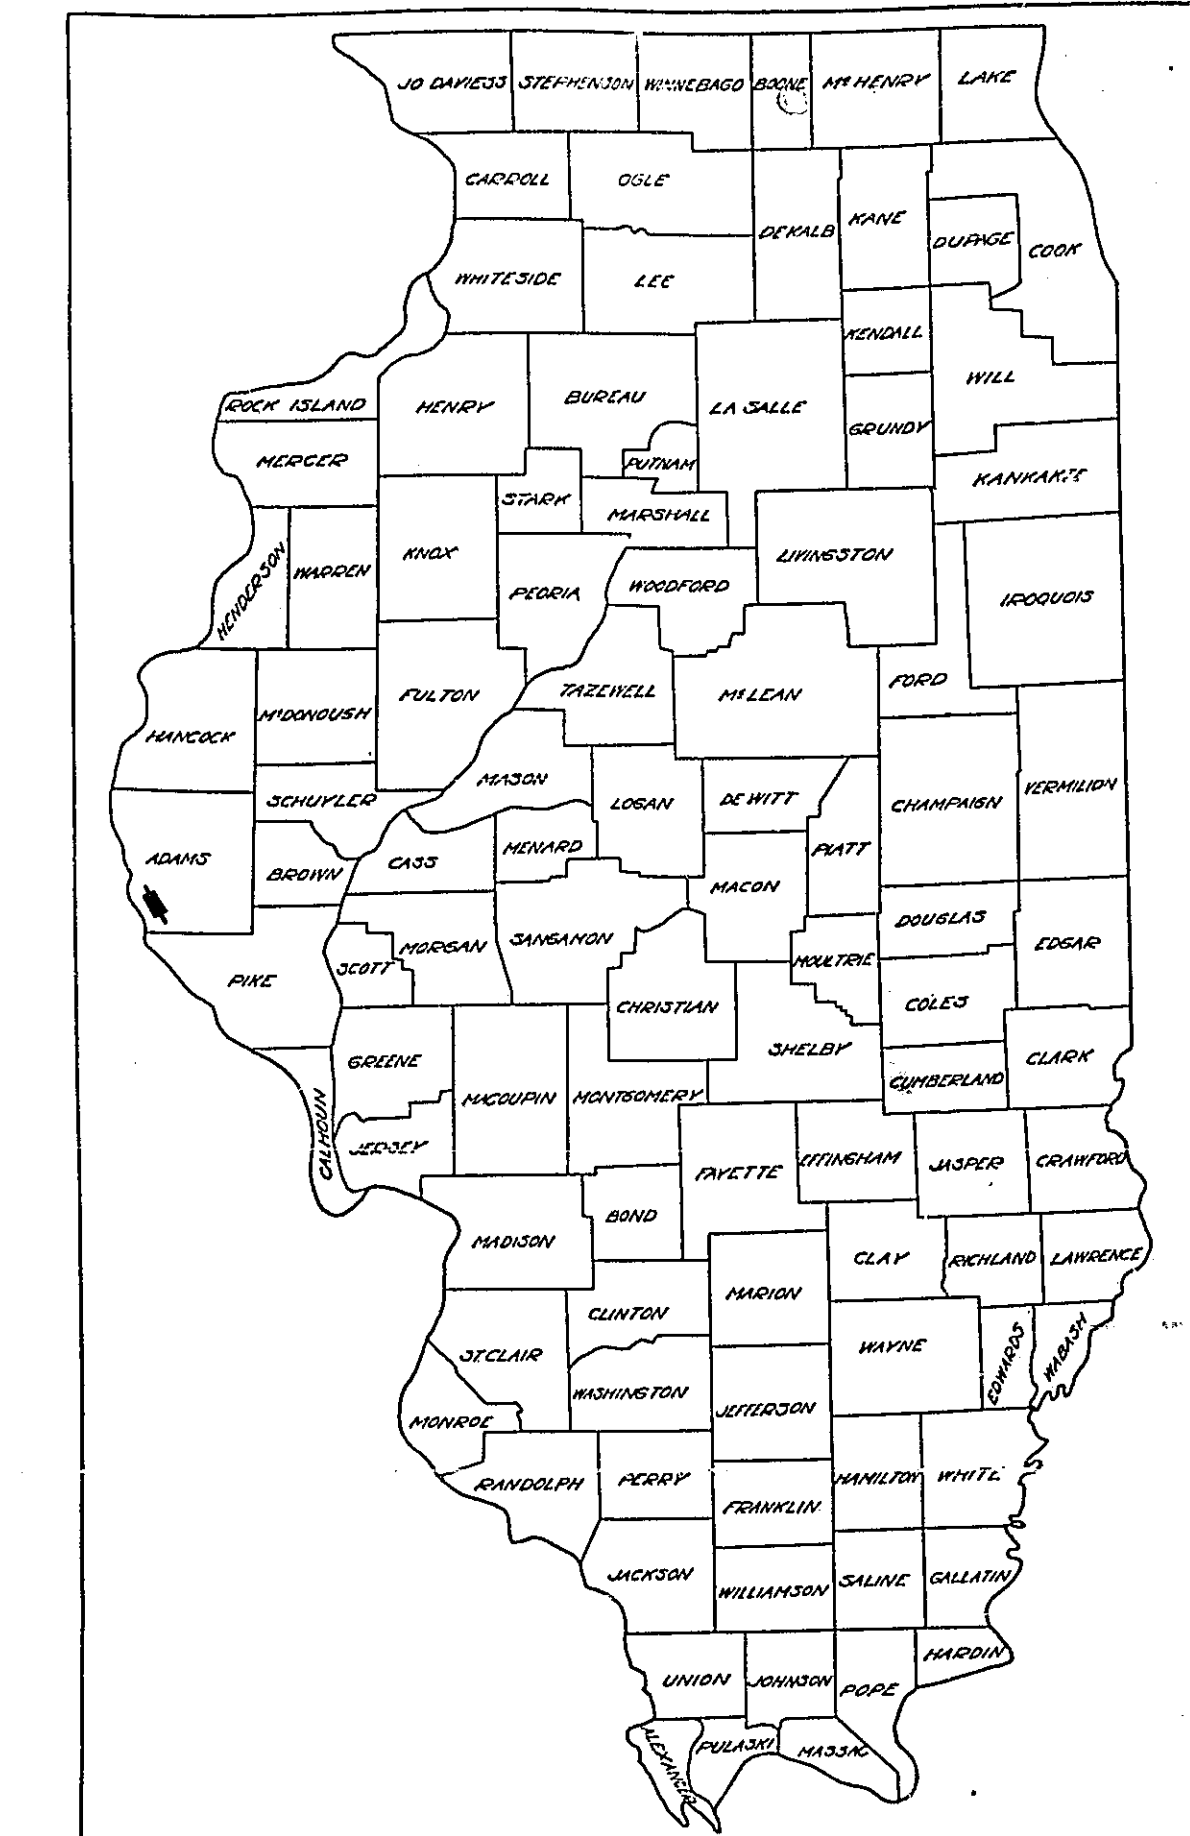 JO DAVIESS STEPHENSON WINNEBAGO BOONE McHENRY LAKE
CARROLL OGLE DEKALB KANE DUPAGE COOK
WHITESIDE LEE KENDALL WILL
ROCK ISLAND HENRY BUREAU LA SALLE GRUNDY
MERCER PUTNAM KANKAKEE
STARK MARSHALL
HENDERSON WARREN KNOX PEORIA WOODFORD LIVINGSTON IROQUOIS
HANCOCK McDONOUGH FULTON TAZEWELL McLEAN FORD
SCHUYLER MASON LOGAN DEWITT CHAMPAIGN VERMILION
ADAMS BROWN CASS MENARD MACON PIATT
PIKE SCOTT MORGAN SANGAMON MOULTRIE DOUGLAS EDGAR
CHRISTIAN COLES
GREENE SHELBY CLARK
CALHOUN MACOUPIN MONTGOMERY CUMBERLAND
JERSEY FAYETTE EFFINGHAM JASPER CRAWFORD
MADISON BOND CLAY RICHLAND LAWRENCE
CLINTON MARION
ST.CLAIR WAYNE EDWARDS WABASH
WASHINGTON JEFFERSON
MONROE
RANDOLPH PERRY FRANKLIN HAMILTON WHITE
JACKSON WILLIAMSON SALINE GALLATIN
UNION JOHNSON POPE HARDIN
ALEXANDER PULASKI MASSAC